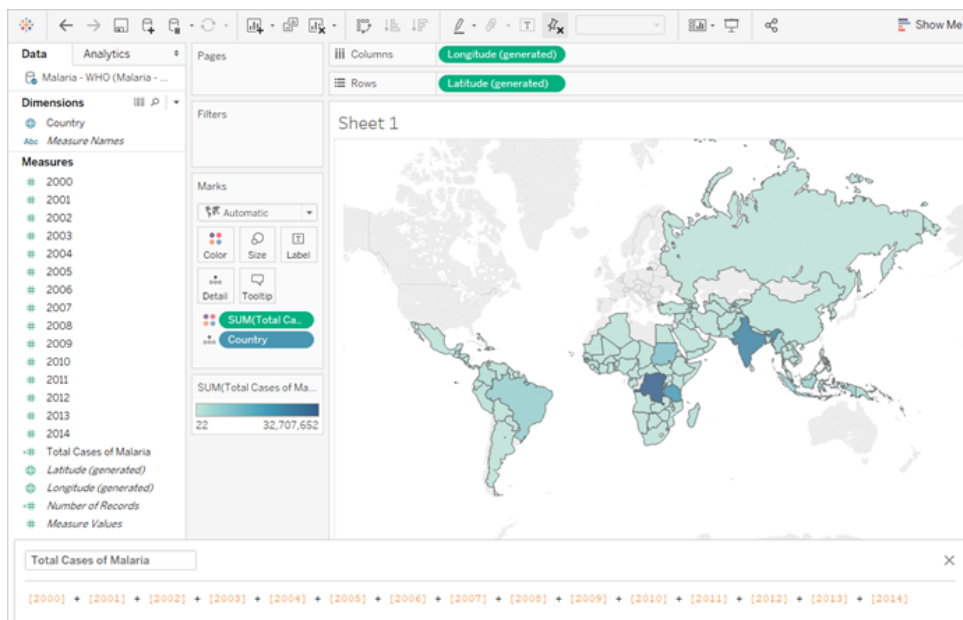 Show Me
Data
Analytics
Pages
Columns
Longitude (generated)
Malaria - WHO (Malaria - ...
Rows
Latitude (generated)
Dimensions
Country
Abc Measure Names
Filters
Sheet 1
Measures
# 2000
# 2001
# 2002
# 2003
# 2004
# 2005
# 2006
# 2007
# 2008
# 2009
# 2010
# 2011
# 2012
# 2013
# 2014
=# Total Cases of Malaria
Latitude (generated)
Longitude (generated)
=# Number of Records
# Measure Values
Marks
Automatic
Color
Size
Label
Detail
Tooltip
SUM(Total Ca..
Country
SUM(Total Cases of Ma...
22
32,707,652
Total Cases of Malaria
[2000] + [2001] + [2002] + [2003] + [2004] + [2005] + [2006] + [2007] + [2008] + [2009] + [2010] + [2011] + [2012] + [2013] + [2014]